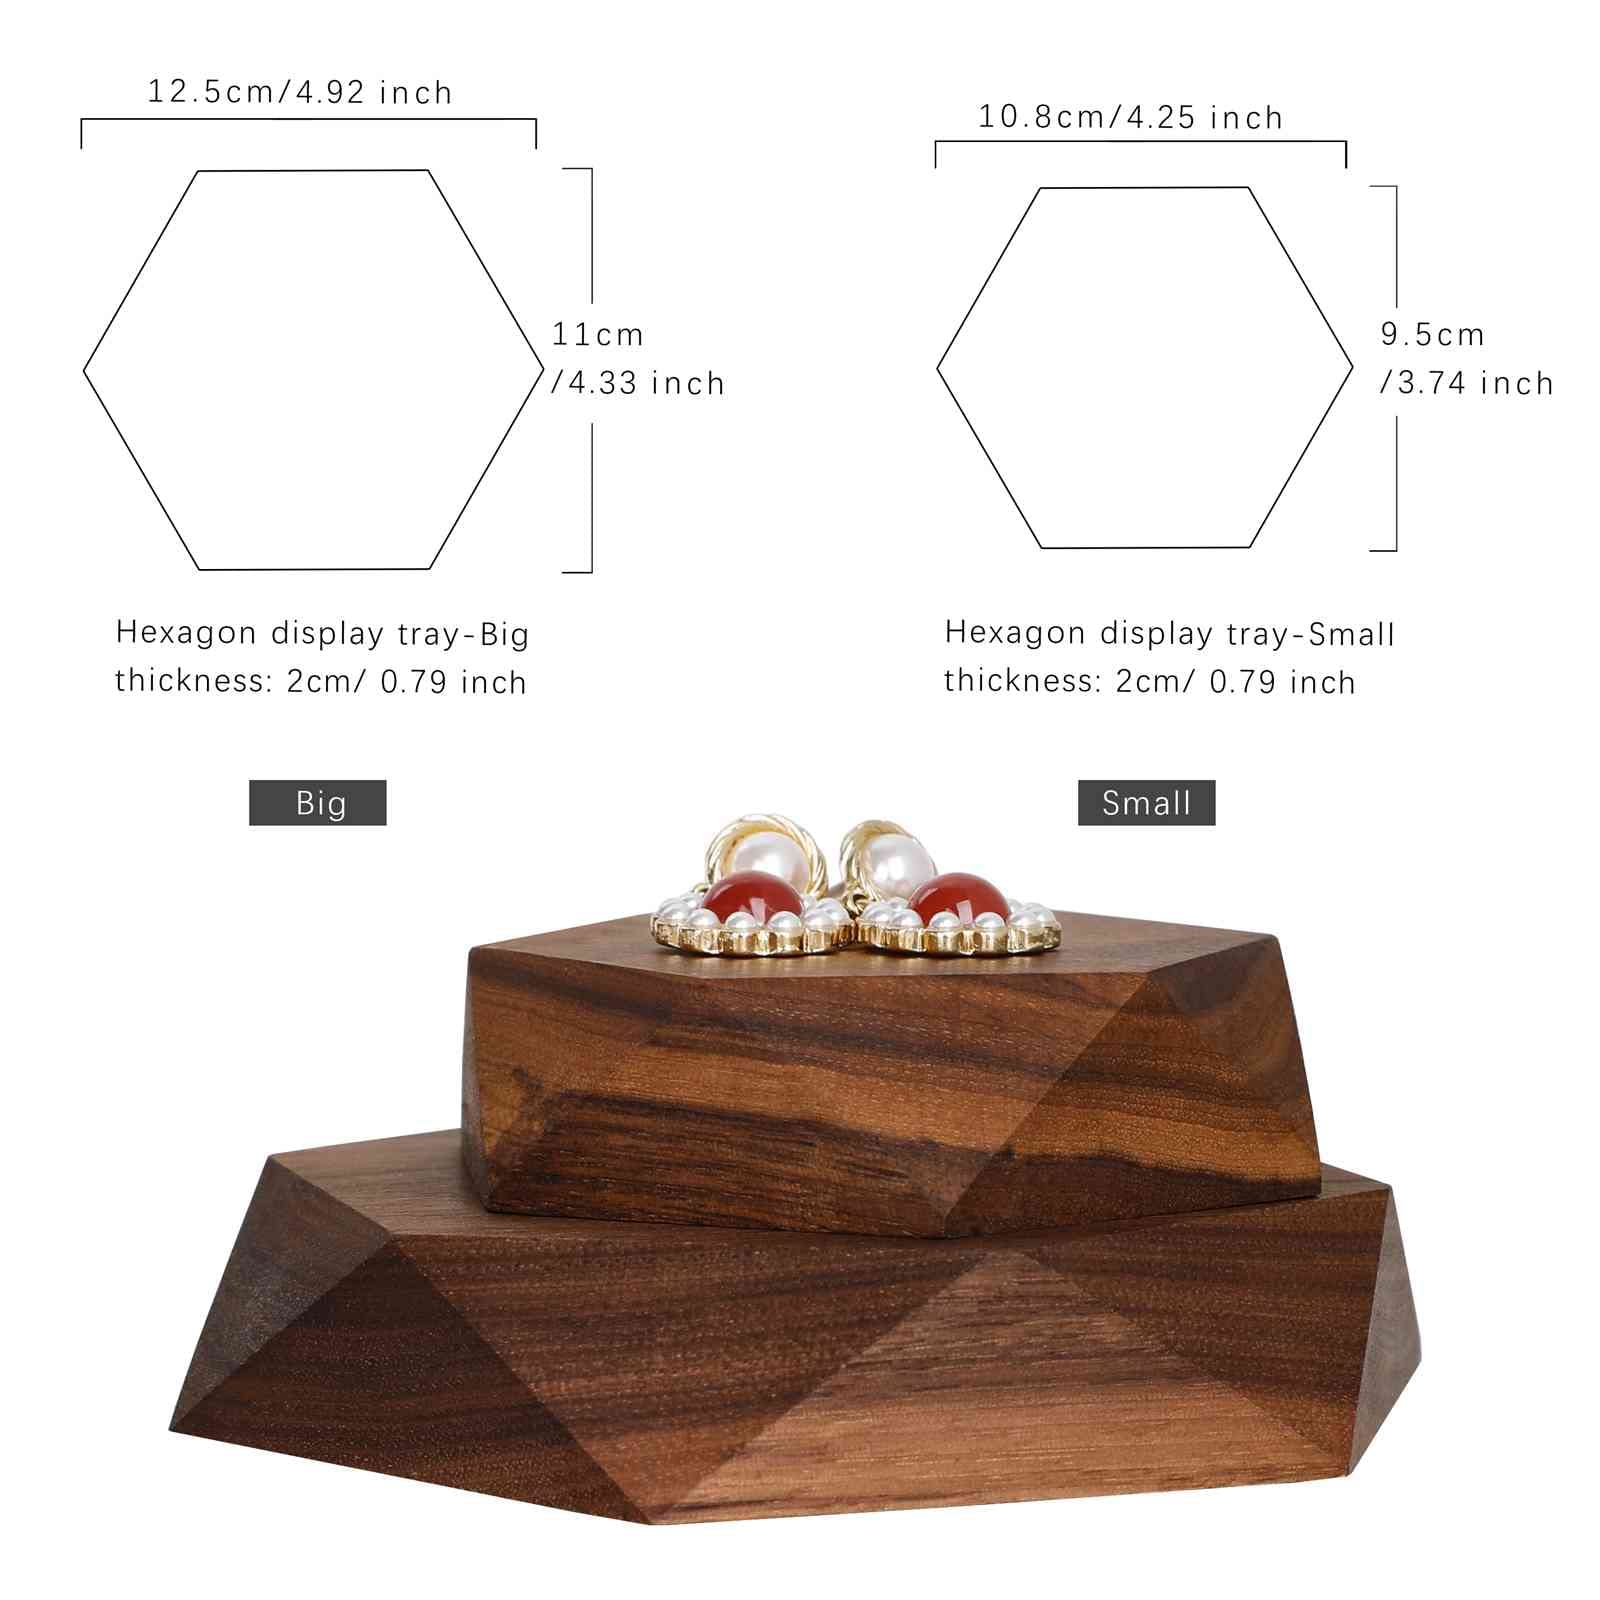 12.5cm/4.92 inch
11cm
/4.33 inch
Hexagon display tray-Big
thickness: 2cm/ 0.79 inch
Big
10.8cm/4.25 inch
9.5cm
/3.74 inch
Hexagon display tray-Small
thickness: 2cm/ 0.79 inch
Small